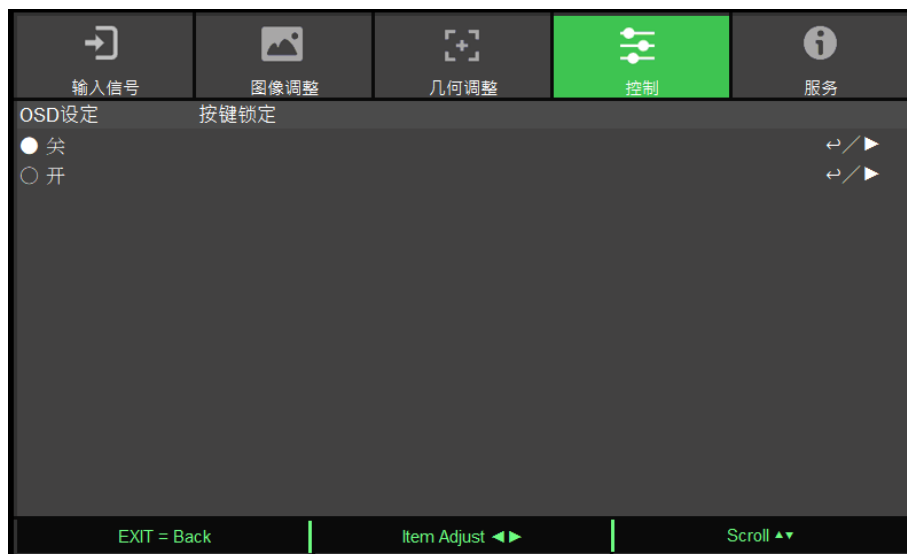 输入信号 图像调整 几何调整 控制 服务
OSD设定 按键锁定
关
开
EXIT = Back Item Adjust ◀ ▶ Scroll ▲▼